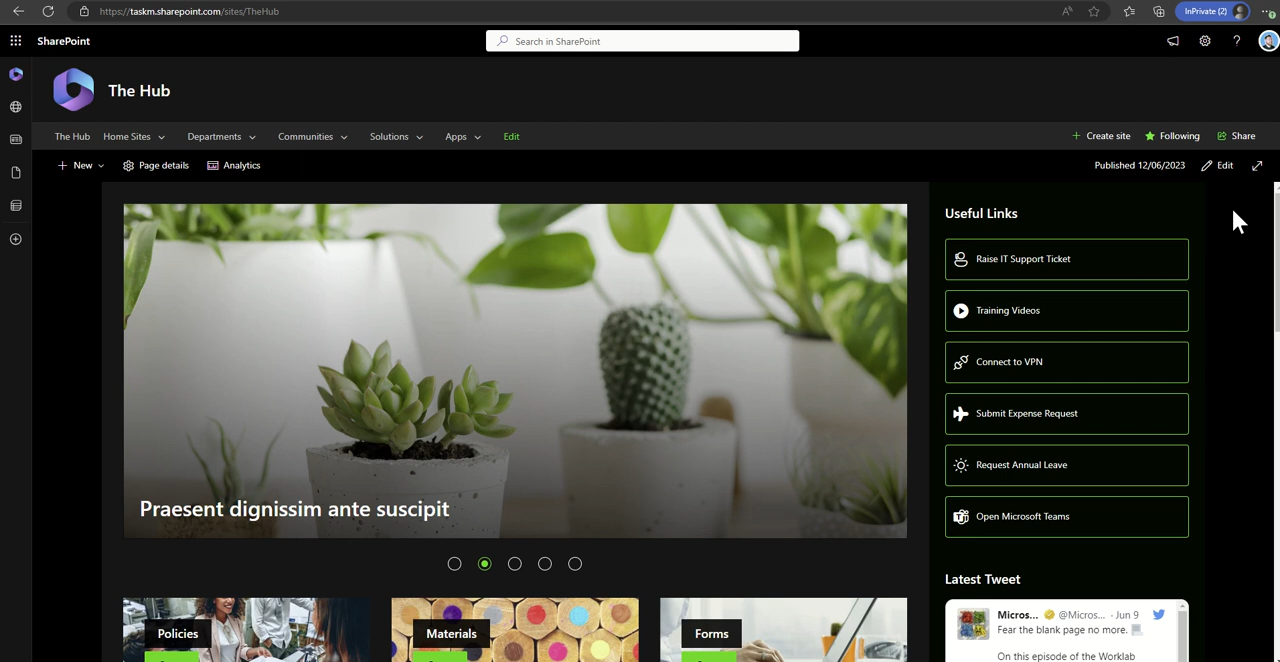 https://taskm.sharepoint.com/sites/TheHub
InPrivate (2)
SharePoint
Search in SharePoint
The Hub
The Hub Home Sites Departments Communities Solutions Apps Edit
Create site Following Share
New Page details Analytics
Published 12/06/2023 Edit
Praesent dignissim ante suscipit
Policies
Materials
Forms
Useful Links
Raise IT Support Ticket
Training Videos
Connect to VPN
Submit Expense Request
Request Annual Leave
Open Microsoft Teams
Latest Tweet
Micros... @Micros... · Jun 9
Fear the blank page no more.
On this episode of the Worklab